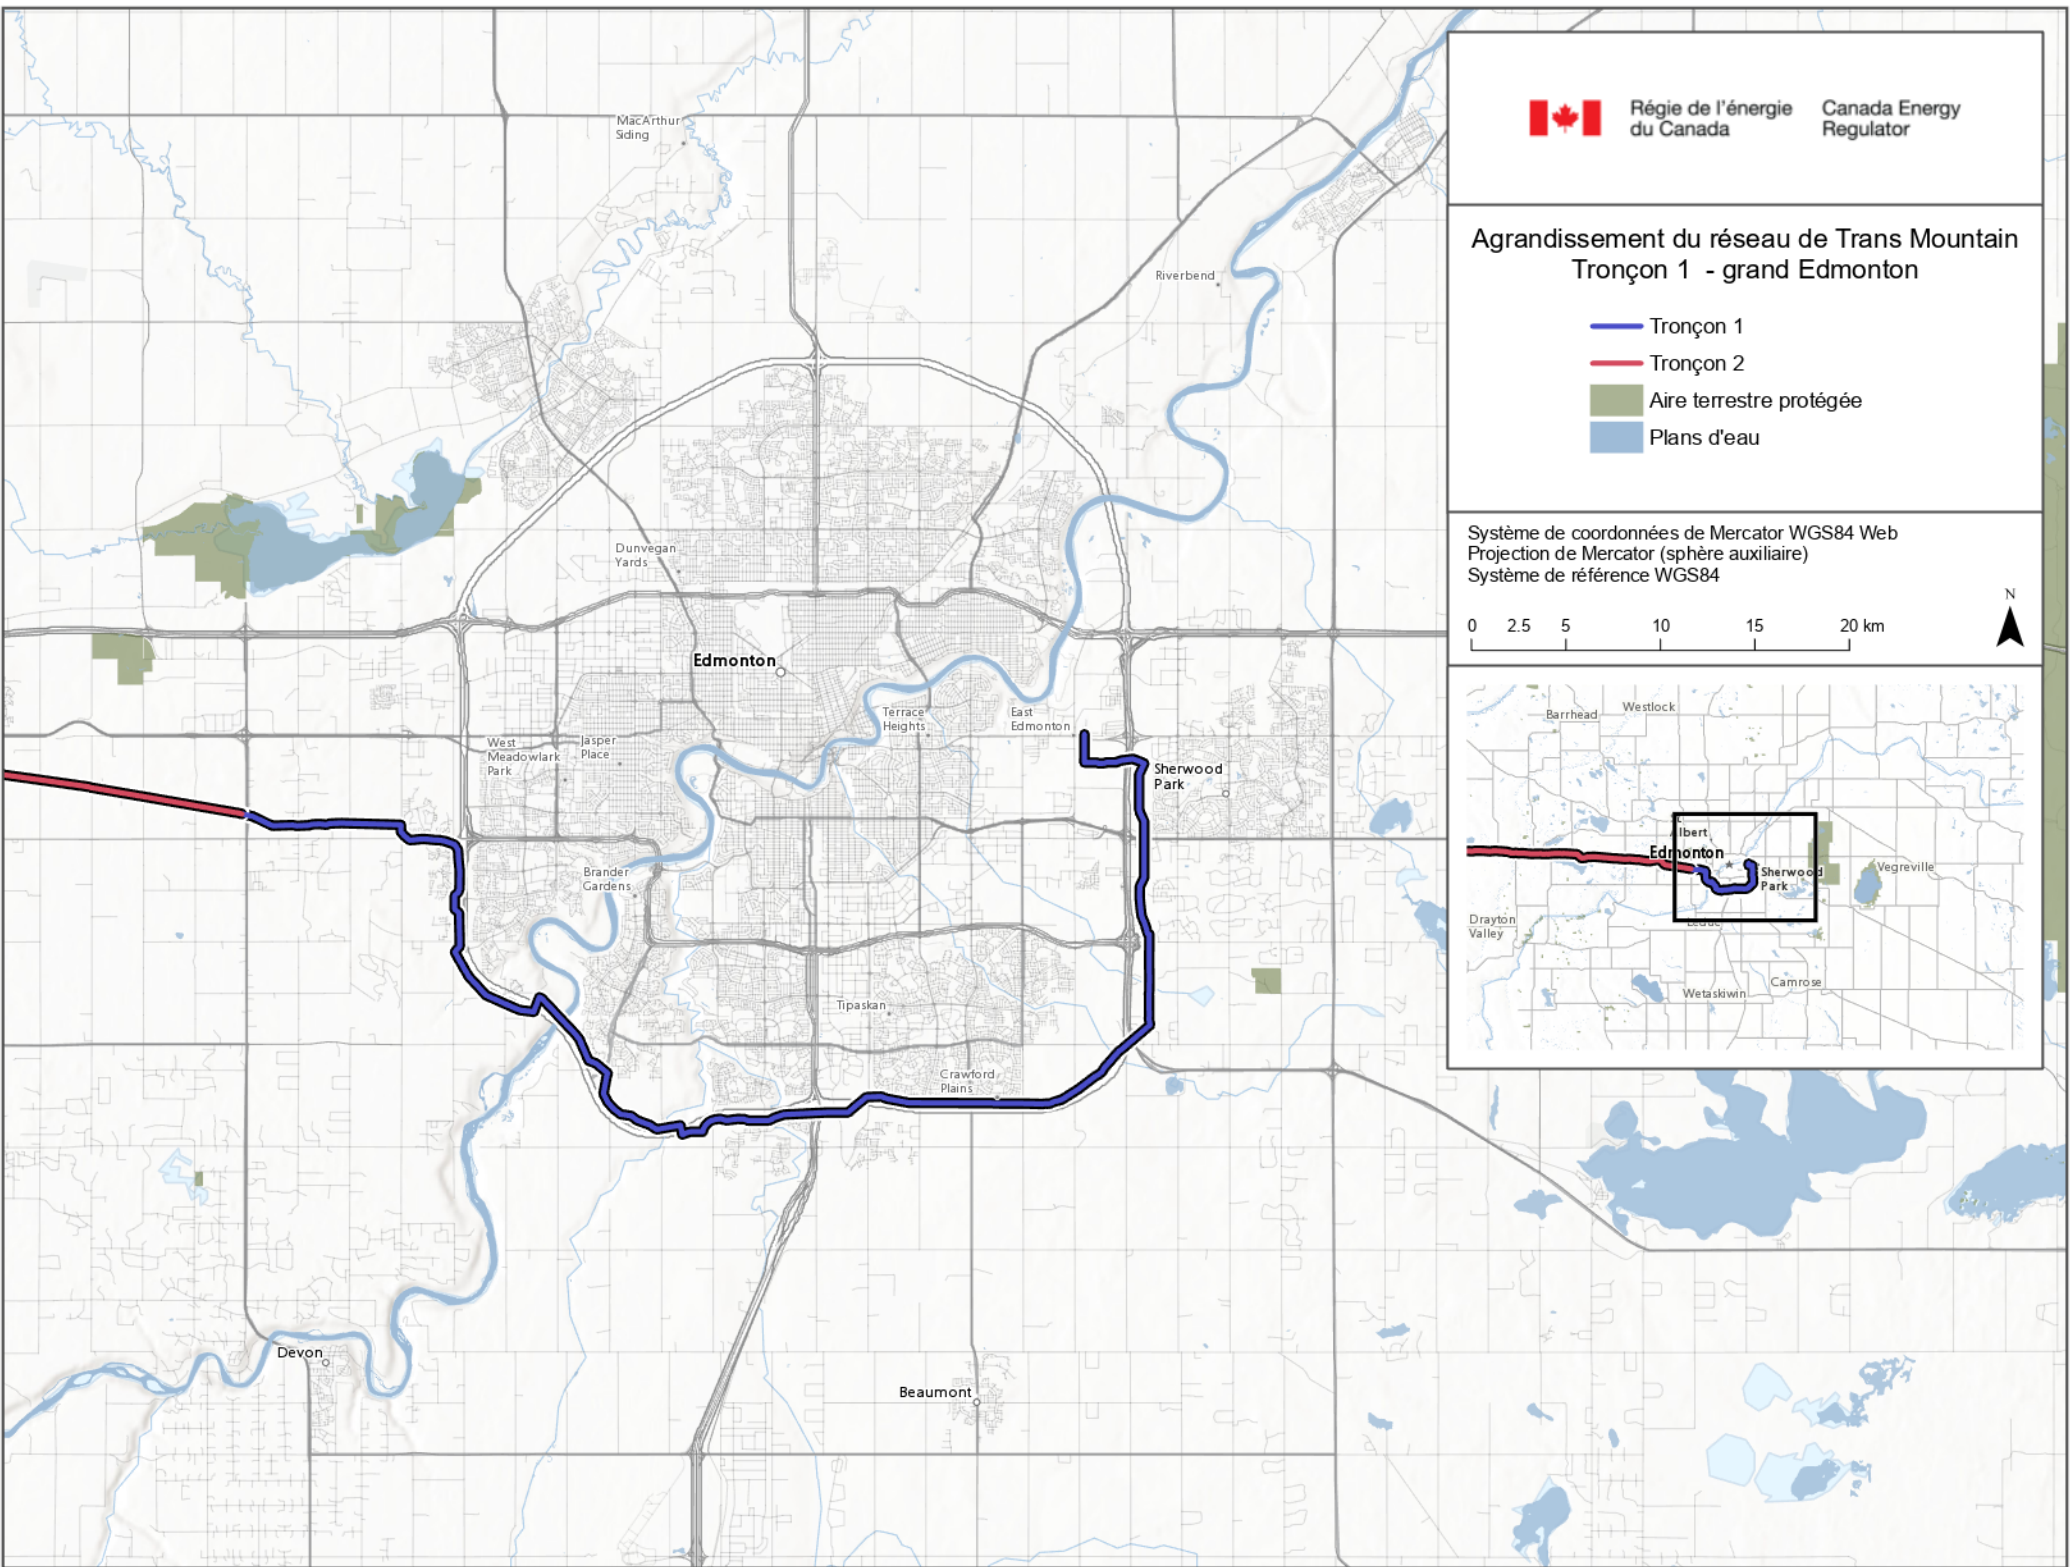 MacArthur
Siding
Riverbend
Dunvegan
Yards
Edmonton
West
Meadowlark
Park
Jasper
Place
Terrace
Heights
East
Edmonton
Sherwood
Park
Brander
Gardens
Tipaskan
Crawford
Plains
Devon
Beaumont
Régie de l'énergie
du Canada
Canada Energy
Regulator
Agrandissement du réseau de Trans Mountain
Tronçon 1 - grand Edmonton
Tronçon 1
Tronçon 2
Aire terrestre protégée
Plans d'eau
Système de coordonnées de Mercator WGS84 Web
Projection de Mercator (sphère auxiliaire)
Système de référence WGS84
N
0 2.5 5 10 15 20 km
Barrhead
Westlock
Albert
Edmonton
Sherwood
Park
Vegreville
Drayton
Valley
Leduc
Camrose
Wetaskiwin